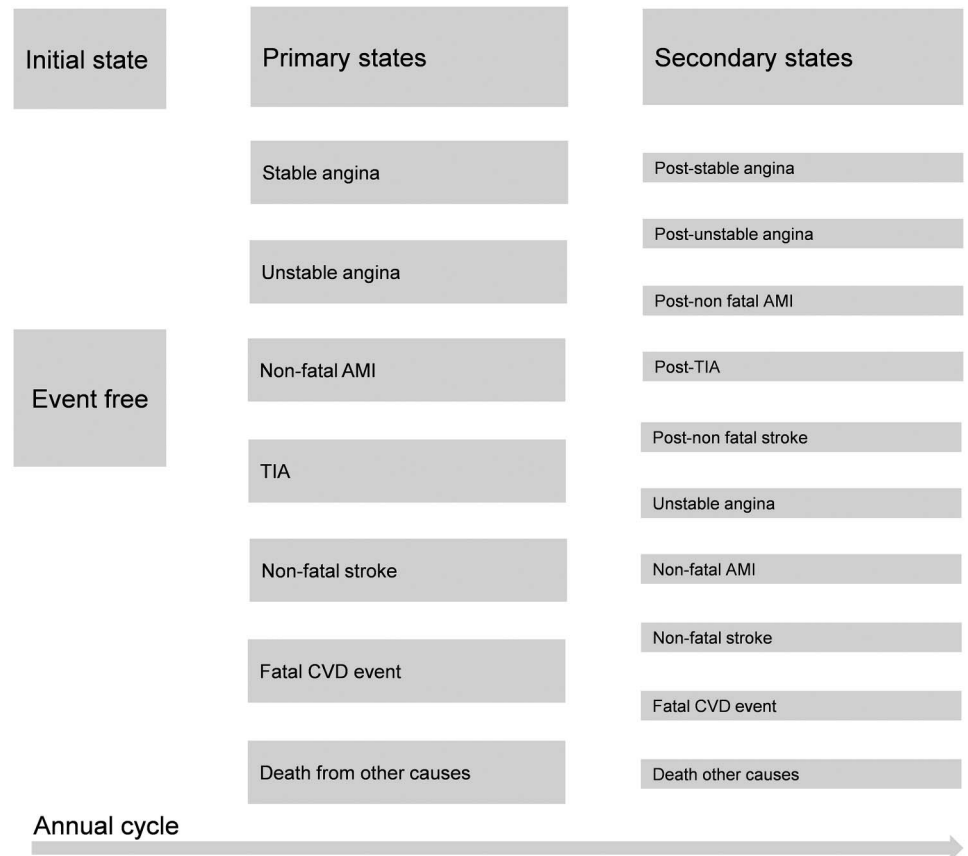 Initial state
Primary states
Secondary states
Stable angina
Unstable angina
Event free
Non-fatal AMI
TIA
Non-fatal stroke
Fatal CVD event
Death from other causes
Post-stable angina
Post-unstable angina
Post-non fatal AMI
Post-TIA
Post-non fatal stroke
Unstable angina
Non-fatal AMI
Non-fatal stroke
Fatal CVD event
Death other causes
Annual cycle